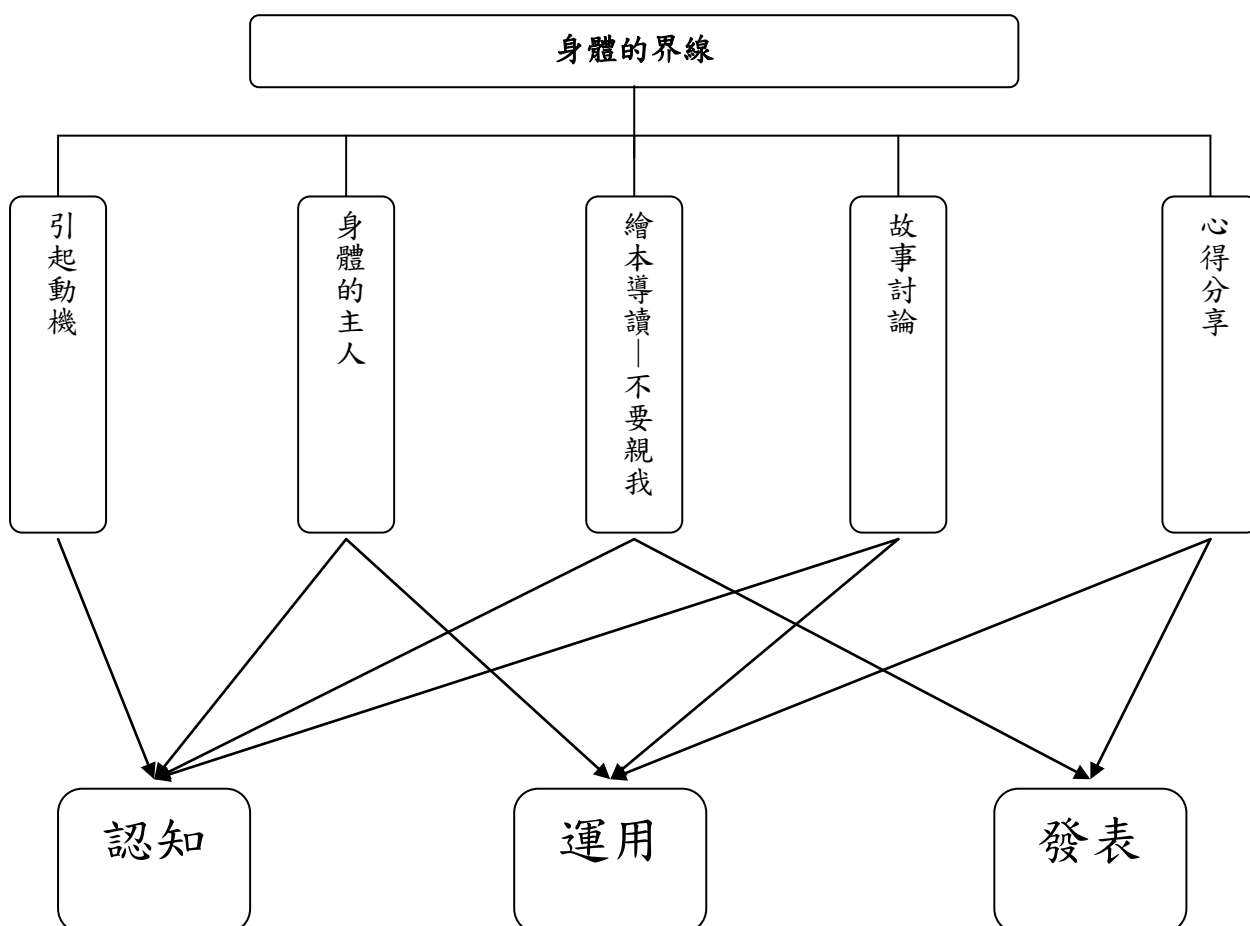 身體的界線
引起動機
身體的主人
繪本導讀—不要親我
故事討論
心得分享
認知
運用
發表